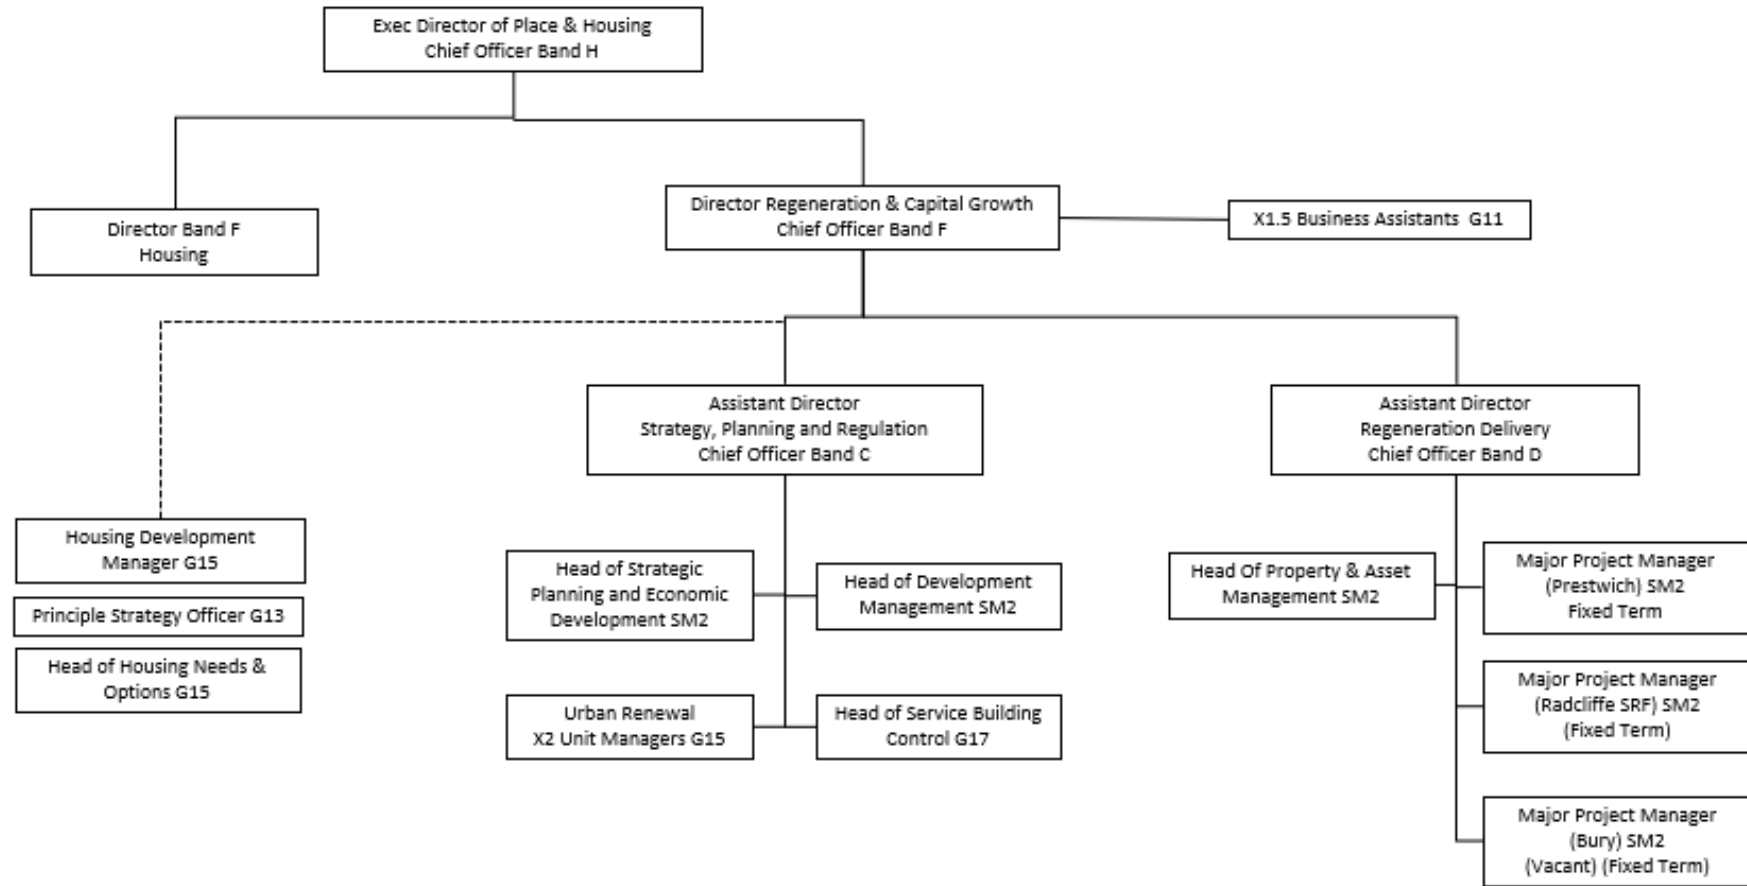 Exec Director of Place & Housing
Chief Officer Band H
Director Band F
Housing
Director Regeneration & Capital Growth
Chief Officer Band F
X1.5 Business Assistants G11
Assistant Director
Strategy, Planning and Regulation
Chief Officer Band C
Assistant Director
Regeneration Delivery
Chief Officer Band D
Housing Development
Manager G15
Principle Strategy Officer G13
Head of Housing Needs &
Options G15
Head of Strategic
Planning and Economic
Development SM2
Head of Development
Management SM2
Urban Renewal
X2 Unit Managers G15
Head of Service Building
Control G17
Head Of Property & Asset
Management SM2
Major Project Manager
(Prestwich) SM2
Fixed Term
Major Project Manager
(Radcliffe SRF) SM2
(Fixed Term)
Major Project Manager
(Bury) SM2
(Vacant) (Fixed Term)